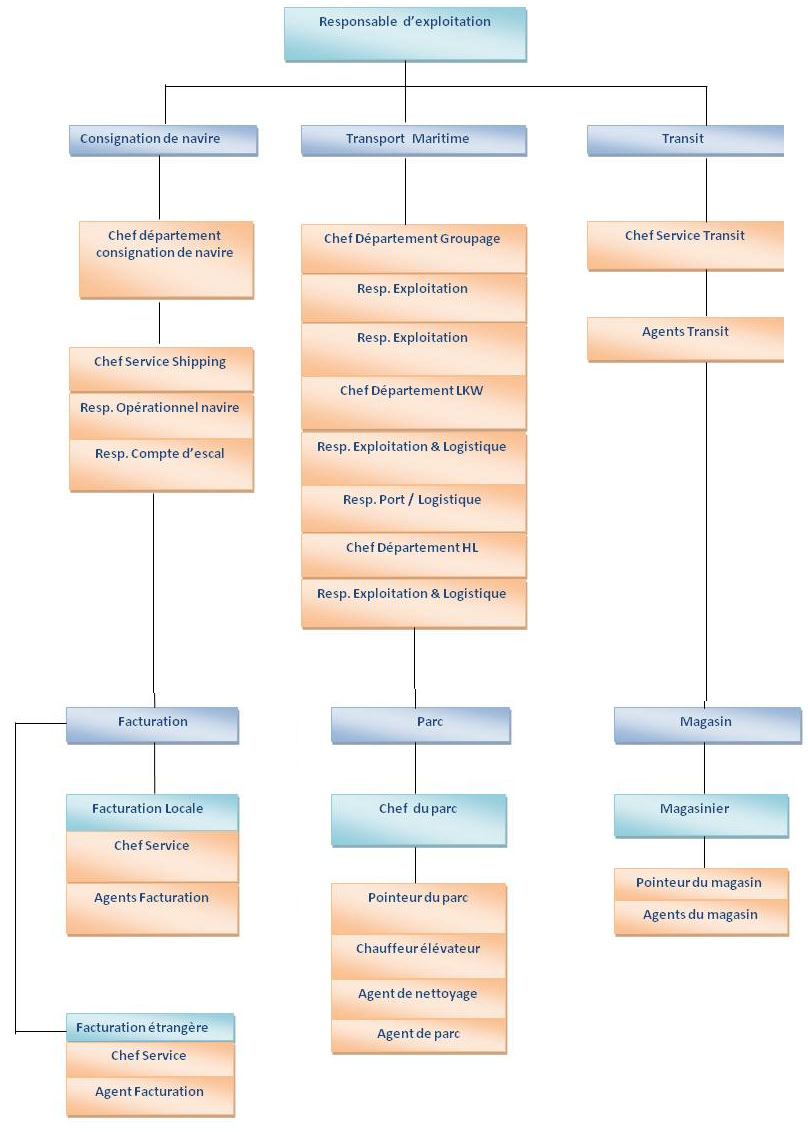 Responsable d'exploitation
Consignation de navire
Transport Maritime
Transit
Chef département
consignation de navire
Chef Service Shipping
Resp. Opérationnel navire
Resp. Compte d'escal
Chef Département Groupage
Resp. Exploitation
Resp. Exploitation
Chef Département LKW
Resp. Exploitation & Logistique
Resp. Port / Logistique
Chef Département HL
Resp. Exploitation & Logistique
Chef Service Transit
Agents Transit
Facturation
Parc
Magasin
Facturation Locale
Chef Service
Agents Facturation
Facturation étrangère
Chef Service
Agent Facturation
Chef du parc
Pointeur du parc
Chauffeur élévateur
Agent de nettoyage
Agent de parc
Magasinier
Pointeur du magasin
Agents du magasin